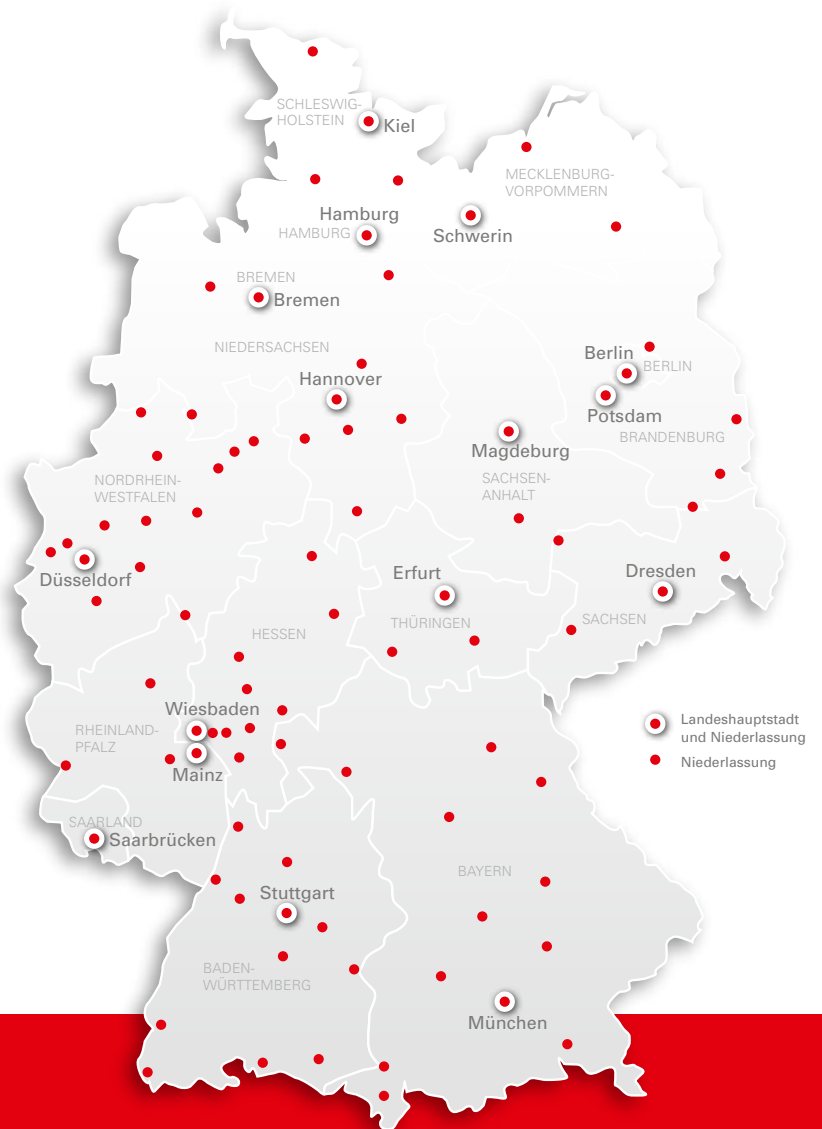 SCHLESWIG-
HOLSTEIN
Kiel
MECKLENBURG-
VORPOMMERN
Hamburg
HAMBURG
Schwerin
BREMEN
Bremen
NIEDERSACHSEN
Hannover
Berlin
BERLIN
Potsdam
BRANDENBURG
Magdeburg
SACHSEN-
ANHALT
NORDRHEIN-
WESTFALEN
Düsseldorf
Erfurt
THÜRINGEN
Dresden
SACHSEN
HESSEN
Wiesbaden
RHEINLAND-
PFALZ
Mainz
Landeshauptstadt
und Niederlassung
Niederlassung
SAARLAND
Saarbrücken
BAYERN
Stuttgart
BADEN-
WÜRTTEMBERG
München